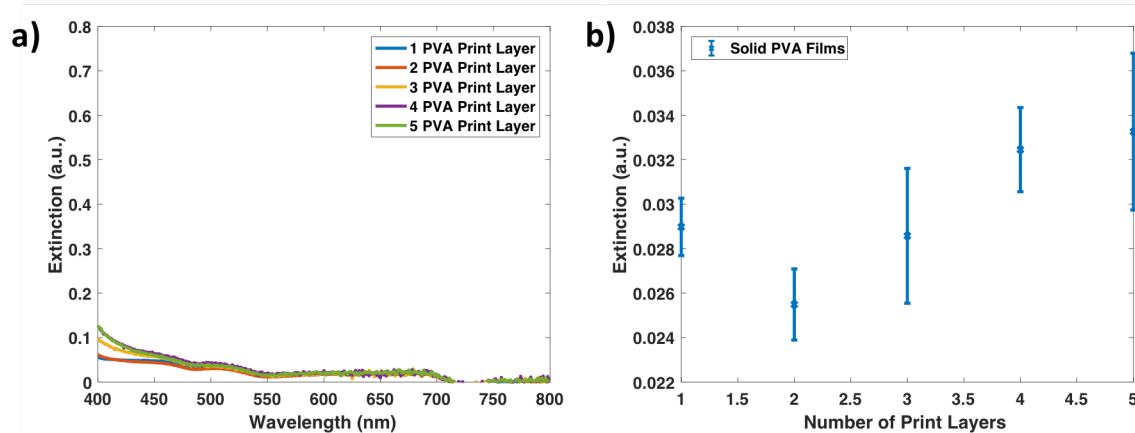 a)
0.8
0.7
0.6
0.5
0.4
0.3
0.2
0.1
0
Extinction (a.u.)
1 PVA Print Layer
2 PVA Print Layer
3 PVA Print Layer
4 PVA Print Layer
5 PVA Print Layer
400 450 500 550 600 650 700 750 800
Wavelength (nm)
b)
0.038
0.036
0.034
0.032
0.03
0.028
0.026
0.024
0.022
Extinction (a.u.)
Solid PVA Films
1 1.5 2 2.5 3 3.5 4 4.5 5
Number of Print Layers